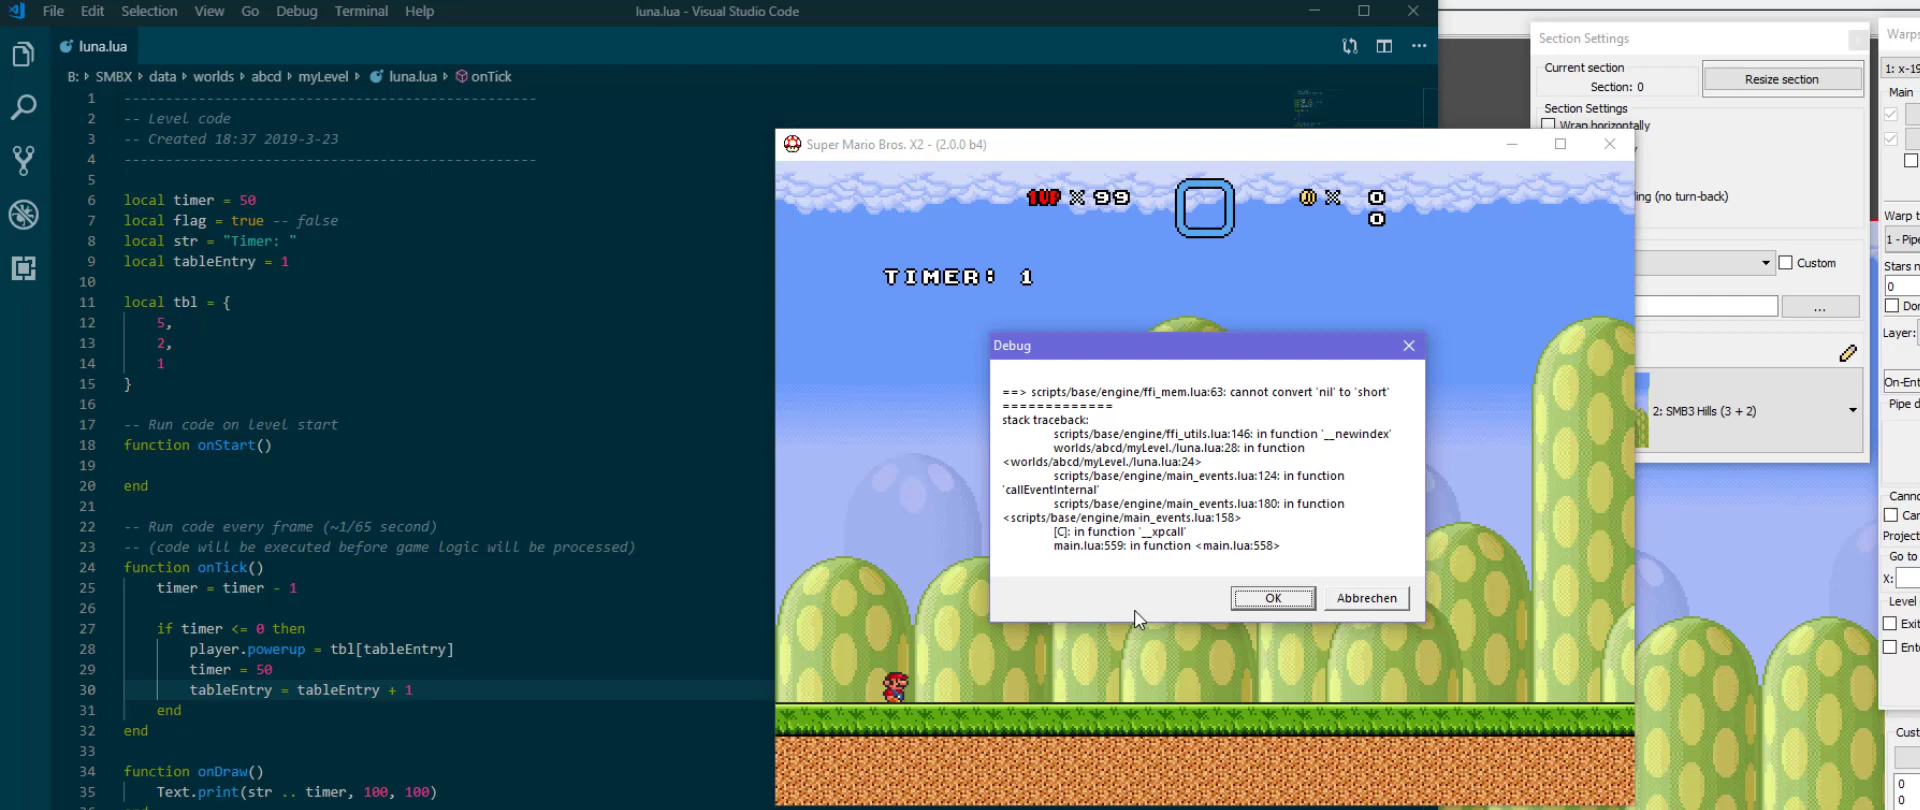 File Edit Selection View Go Debug Terminal Help
luna.lua - Visual Studio Code
luna.lua
B: SMBX data worlds abcd myLevel luna.lua onTick
1 --------------------------------------------------
2 -- Level code
3 -- Created 18:37 2019-3-23
4 --------------------------------------------------
5
6 local timer = 50
7 local flag = true -- false
8 local str = "Timer: "
9 local tableEntry = 1
10
11 local tbl = {
12 5,
13 2,
14 1
15 }
16
17 -- Run code on level start
18 function onStart()
19
20 end
21
22 -- Run code every frame (~1/65 second)
23 -- (code will be executed before game logic will be processed)
24 function onTick()
25 timer = timer - 1
26
27 if timer <= 0 then
28 player.powerup = tbl[tableEntry]
29 timer = 50
30 tableEntry = tableEntry + 1
31 end
32 end
33
34 function onDraw()
35 Text.print(str .. timer, 100, 100)
Super Mario Bros. X2 - (2.0.0 b4)
1UP X 99
X 0
0
TIMER: 1
Debug
==> scripts/base/engine/ffi_mem.lua:63: cannot convert 'nil' to 'short'
=============
stack traceback:
scripts/base/engine/ffi_utils.lua:146: in function '__newindex'
worlds/abcd/myLevel./luna.lua:28: in function
<worlds/abcd/myLevel./luna.lua:24>
scripts/base/engine/main_events.lua:124: in function
'callEventInternal'
scripts/base/engine/main_events.lua:180: in function
<scripts/base/engine/main_events.lua:158>
[C]: in function '__xpcall'
main.lua:559: in function <main.lua:558>
OK Abbrechen
Section Settings
Current section
Section: 0
Resize section
Section Settings
Wrap horizontally
ing (no turn-back)
Custom
...
2: SMB3 Hills (3 + 2)
Warps
1: x-19
Main
Warp t
1 - Pipe
Stars n
0
Dor
Layer:
On-Ent
Pipe d
Canno
Can
Project
Go to
X:
Level
Exit
Ente
Cust
0
0